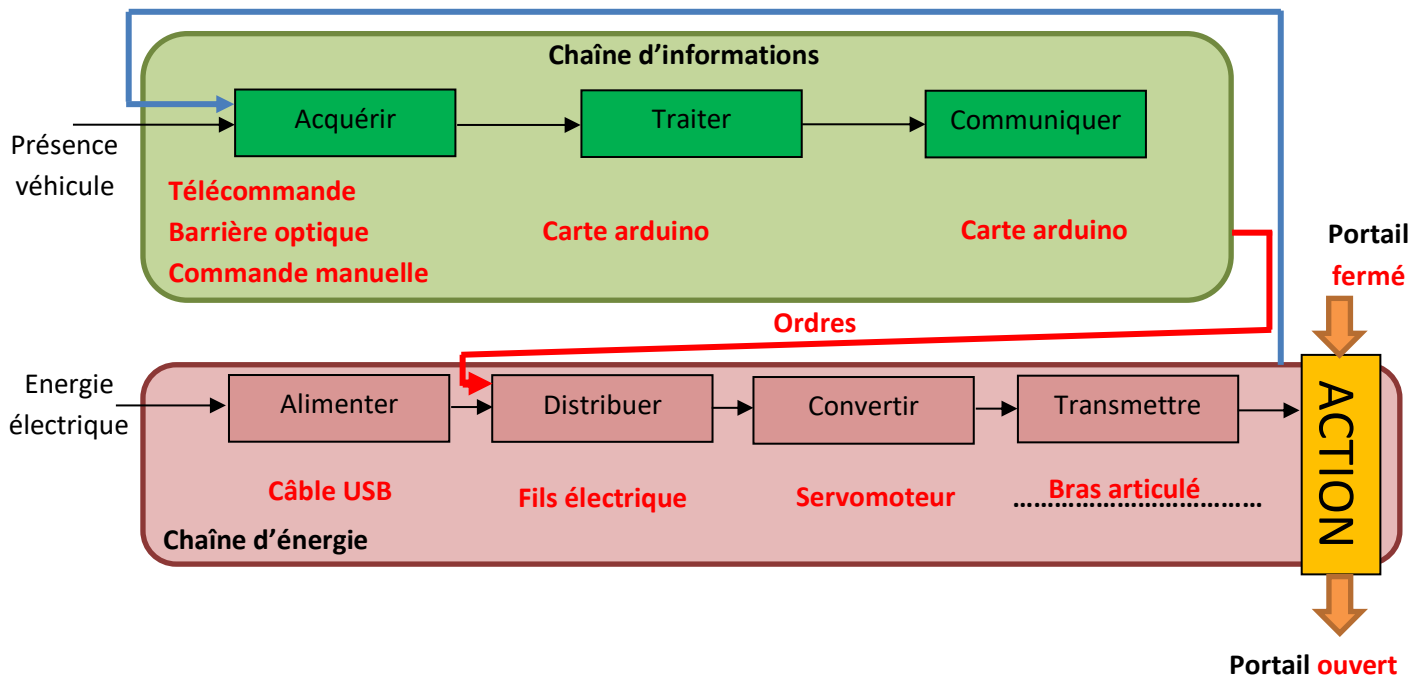 Chaîne d'informations
Acquérir
Traiter
Communiquer
Présence
véhicule
Télécommande
Barrière optique
Commande manuelle
Carte arduino
Carte arduino
Portail
fermé
Ordres
Energie
électrique
Alimenter
Distribuer
Convertir
Transmettre
ACTION
Câble USB
Fils électrique
Servomoteur
Bras articulé
…………………………………
Chaîne d'énergie
Portail ouvert